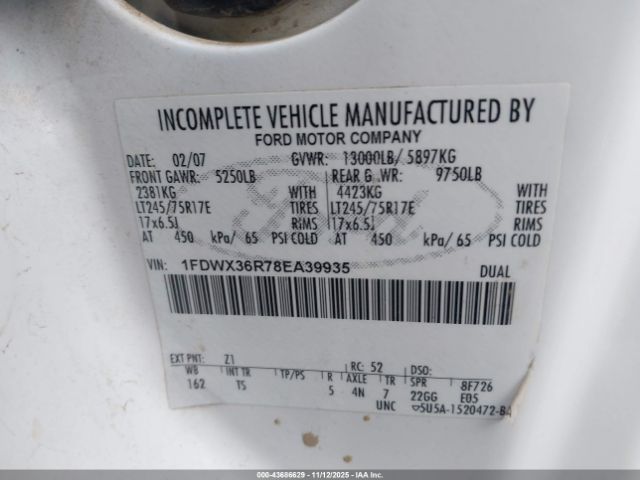 INCOMPLETE VEHICLE MANUFACTURED BY
FORD MOTOR COMPANY
DATE: 02/07 GVWR: 13000LB/ 5897KG
FRONT GAWR: 5250LB REAR G WR: 9750LB
2381KG WITH 4423KG WITH
LT245/75R17E TIRES LT245/75R17E TIRES
17x6.5J RIMS 17x6.5J RIMS
AT 450 kPa/ 65 PSI COLD AT 450 kPa/ 65 PSI COLD
VIN: 1FDWX36R78EA39935 DUAL
EXT PNT: Z1 RC: 52 DSO:
WB INT TR TP/PS R AXLE TR SPR 8F726
162 TS 5 4N 7 22GG E05
UNC 5U5A-1520472-BA
000-43686629 - 11/12/2025 - IAAI.COM